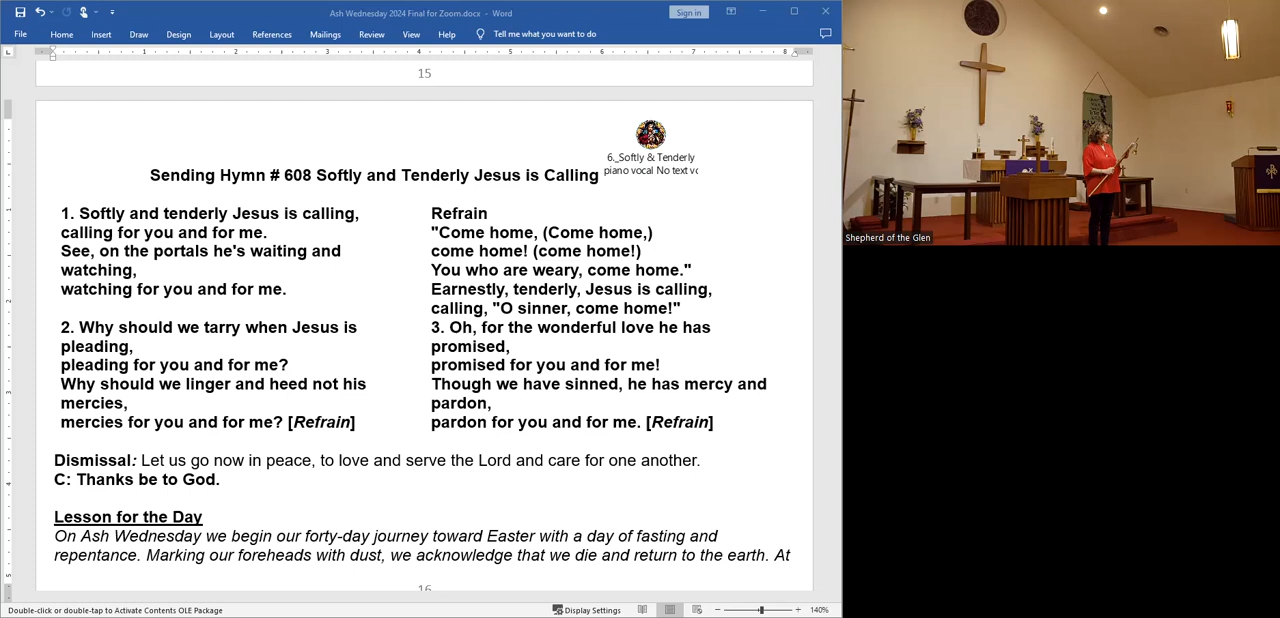 Ash Wednesday 2024 Final for Zoom.docx - Word
Sign in
File Home Insert Draw Design Layout References Mailings Review View Help Tell me what you want to do
1 2 3 4 5 6 7 8
15
6._Softly & Tenderly
piano vocal No text vc
Sending Hymn # 608 Softly and Tenderly Jesus is Calling
1. Softly and tenderly Jesus is calling,
calling for you and for me.
See, on the portals he's waiting and
watching,
watching for you and for me.
2. Why should we tarry when Jesus is
pleading,
pleading for you and for me?
Why should we linger and heed not his
mercies,
mercies for you and for me? [Refrain]
Refrain
"Come home, (Come home,)
come home! (come home!)
You who are weary, come home."
Earnestly, tenderly, Jesus is calling,
calling, "O sinner, come home!"
3. Oh, for the wonderful love he has
promised,
promised for you and for me!
Though we have sinned, he has mercy and
pardon,
pardon for you and for me. [Refrain]
Dismissal: Let us go now in peace, to love and serve the Lord and care for one another.
C: Thanks be to God.
Lesson for the Day
On Ash Wednesday we begin our forty-day journey toward Easter with a day of fasting and
repentance. Marking our foreheads with dust, we acknowledge that we die and return to the earth. At
16
Double-click or double-tap to Activate Contents OLE Package
Display Settings
140%
Shepherd of the Glen